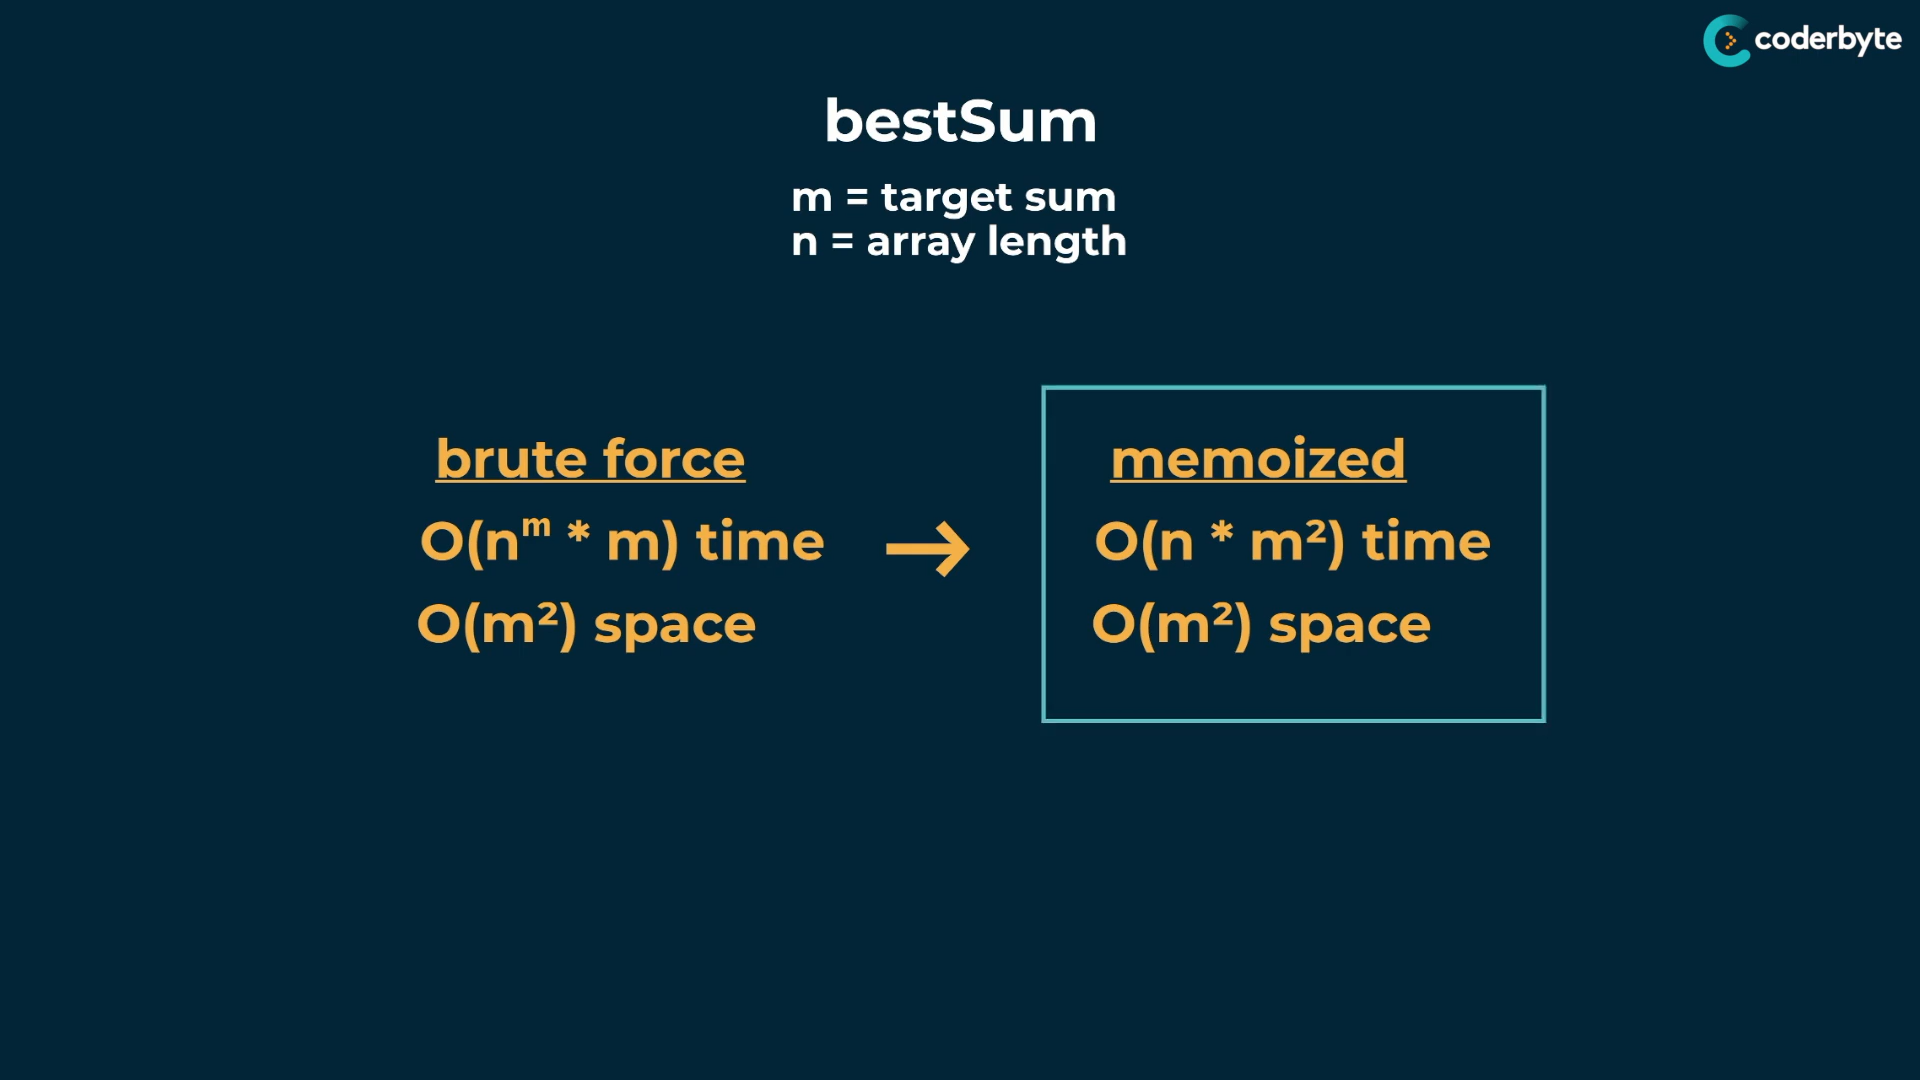 coderbyte
bestSum
m = target sum
n = array length
brute force
O(nᵐ * m) time
O(m²) space
→
memoized
O(n * m²) time
O(m²) space